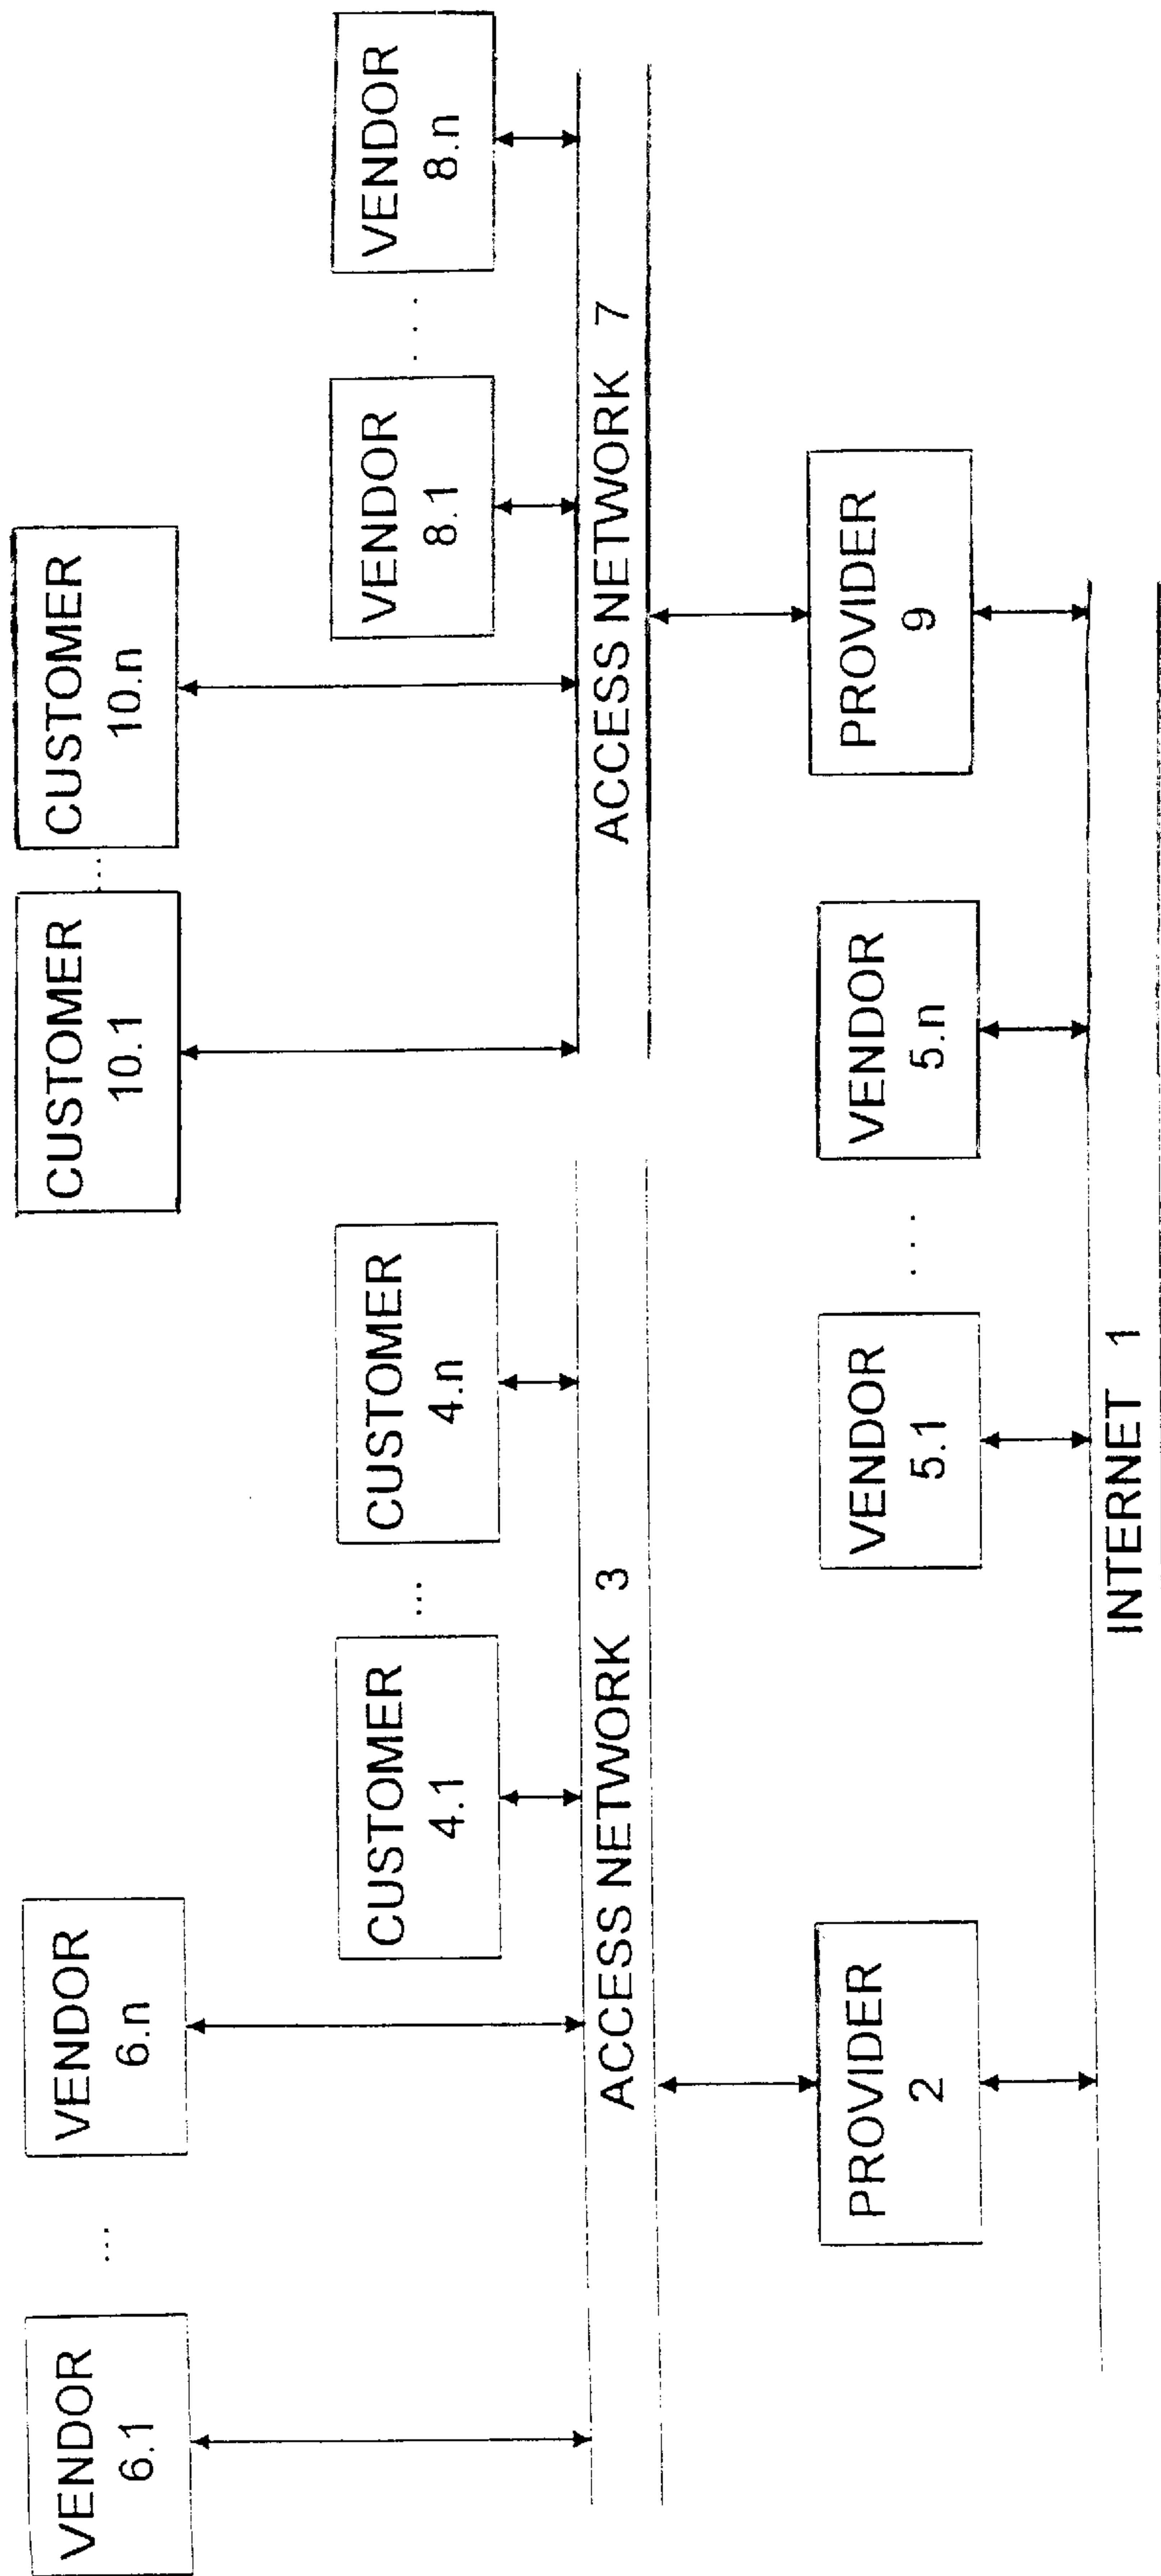 VENDOR
6.1
...
VENDOR
6.n
CUSTOMER
10.1
...
CUSTOMER
10.n
CUSTOMER
4.1
...
CUSTOMER
4.n
VENDOR
8.1
...
VENDOR
8.n
ACCESS NETWORK 3
ACCESS NETWORK 7
PROVIDER
2
VENDOR
5.1
...
VENDOR
5.n
PROVIDER
9
INTERNET 1